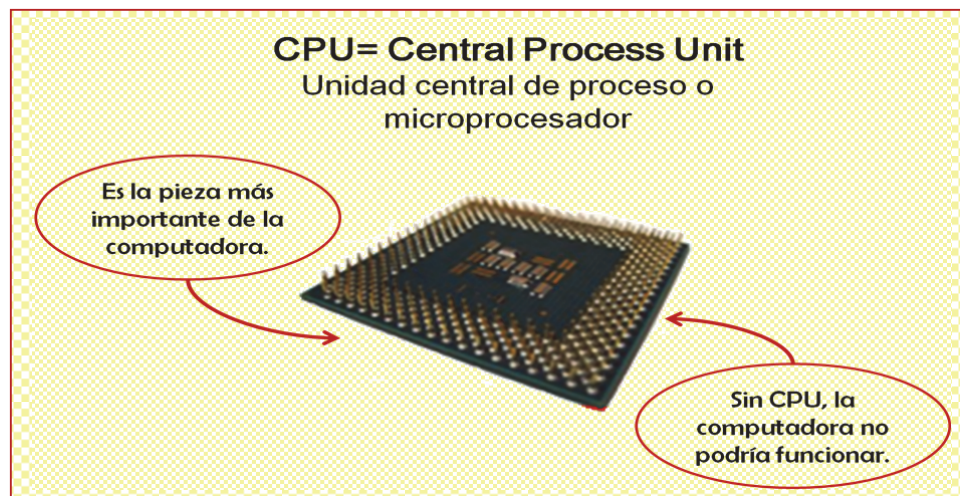 CPU= Central Process Unit
Unidad central de proceso o
microprocesador
Es la pieza más
importante de la
computadora.
Sin CPU, la
computadora no
podría funcionar.